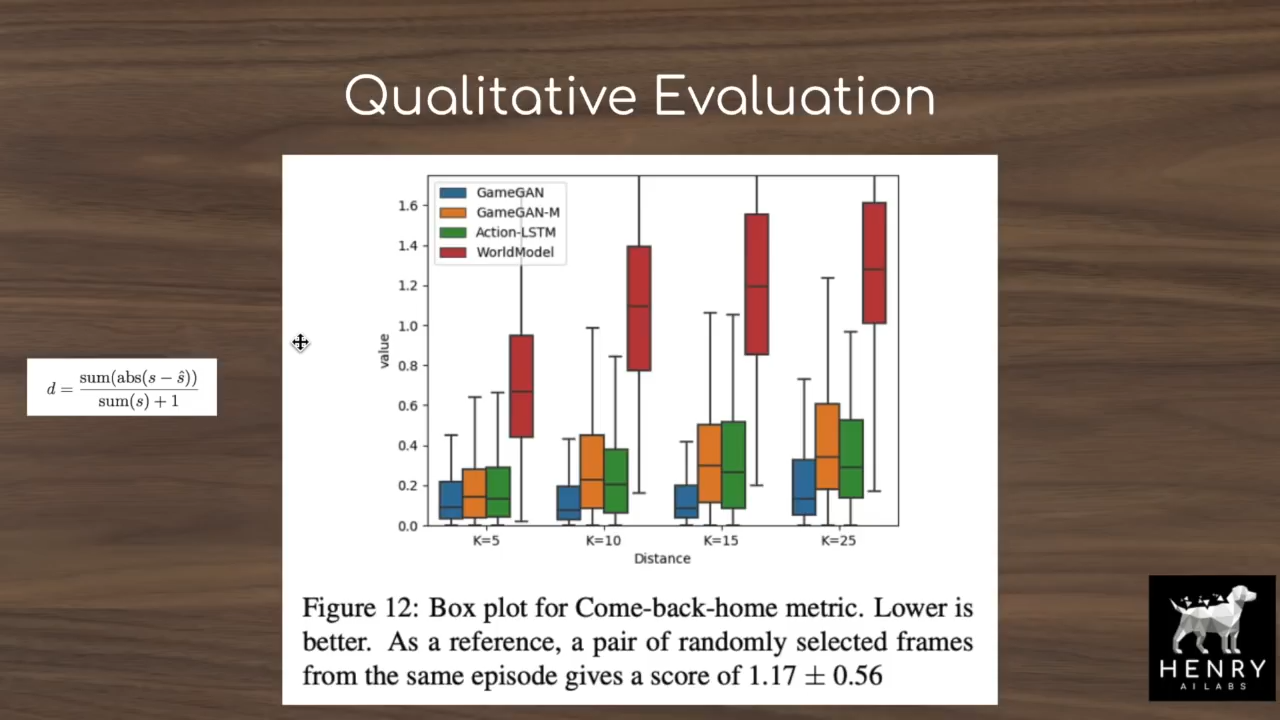 Qualitative Evaluation
GameGAN
GameGAN-M
Action-LSTM
WorldModel
1.6
1.4
1.2
1.0
0.8
0.6
0.4
0.2
0.0
value
K=5 K=10 K=15 K=25
Distance
d = sum(abs(s − ŝ)) / sum(s) + 1
Figure 12: Box plot for Come-back-home metric. Lower is
better. As a reference, a pair of randomly selected frames
from the same episode gives a score of 1.17 ± 0.56
HENRY
AI LABS